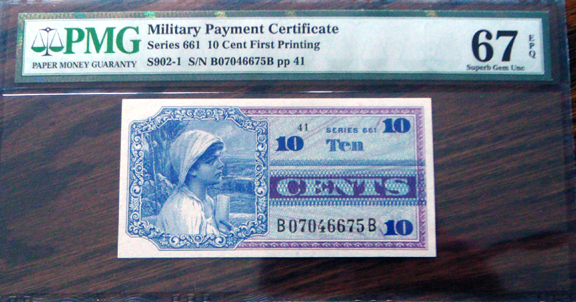 PMG
PAPER MONEY GUARANTY
Military Payment Certificate
Series 661 10 Cent First Printing
S902-1 S/N B07046675B pp 41
67
EPQ
Superb Gem Unc
41 SERIES 661 10
10 Ten
CENTS
B07046675B 10